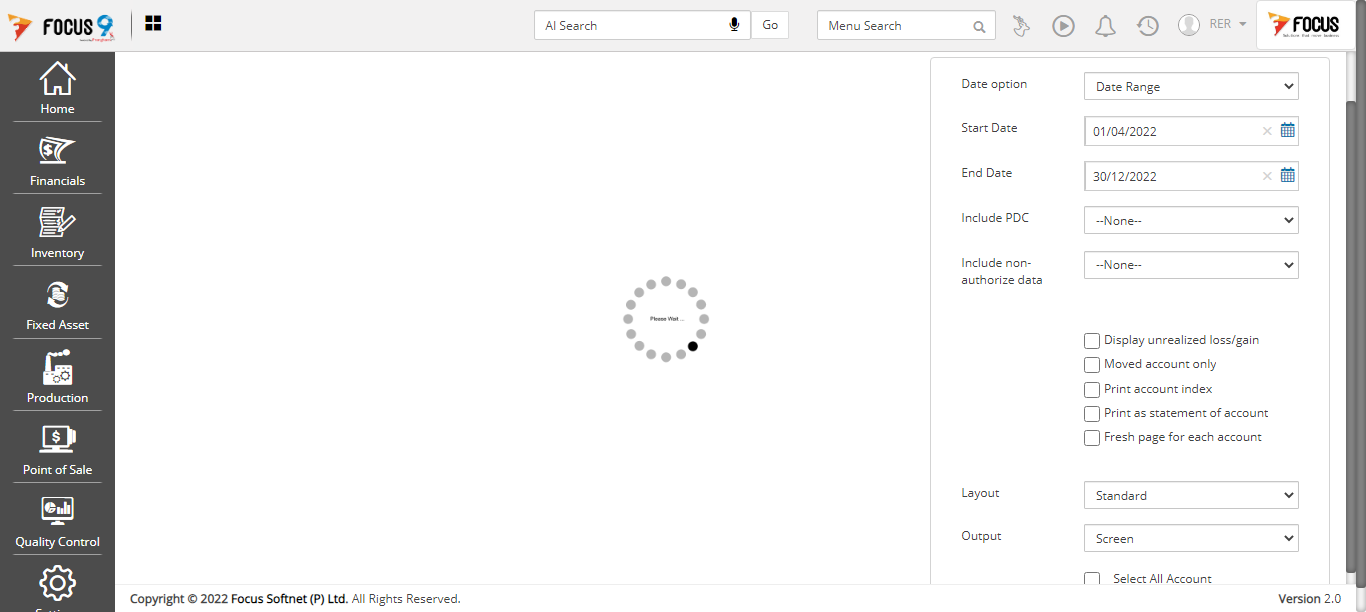 FOCUS 9
AI Search
Go
Menu Search
RER
FOCUS
Home
Financials
Inventory
Fixed Asset
Production
Point of Sale
Quality Control
Please Wait ...
Date option
Date Range
Start Date
01/04/2022
End Date
30/12/2022
Include PDC
--None--
Include non-
authorize data
--None--
Display unrealized loss/gain
Moved account only
Print account index
Print as statement of account
Fresh page for each account
Layout
Standard
Output
Screen
Select All Account
Copyright © 2022 Focus Softnet (P) Ltd. All Rights Reserved.
Version 2.0